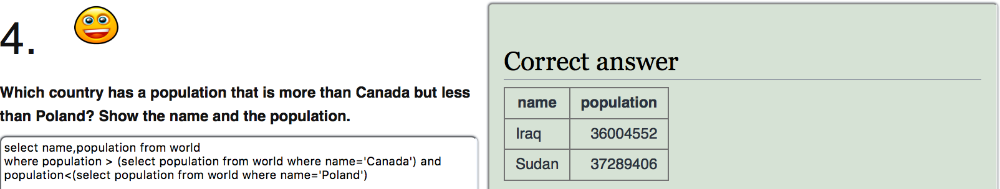 4.
Which country has a population that is more than Canada but less
than Poland? Show the name and the population.
select name,population from world
where population > (select population from world where name='Canada') and
population<(select population from world where name='Poland')
Correct answer
name population
Iraq 36004552
Sudan 37289406